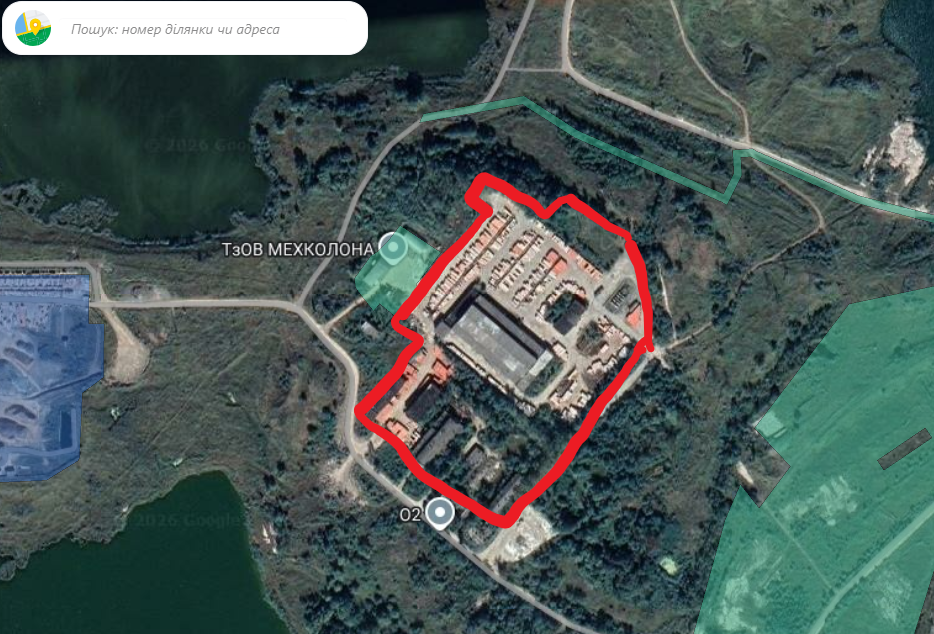 Пошук: номер ділянки чи адреса
© 2026 Google
ТзОВ МЕХКОЛОНА
О2
2026 Google